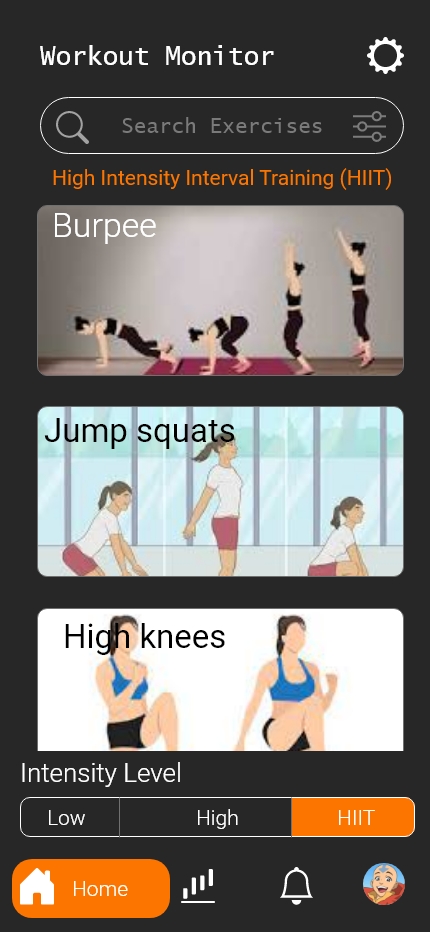 Workout Monitor
Search Exercises
High Intensity Interval Training (HIIT)
Burpee
Jump squats
High knees
Intensity Level
Low High HIIT
Home